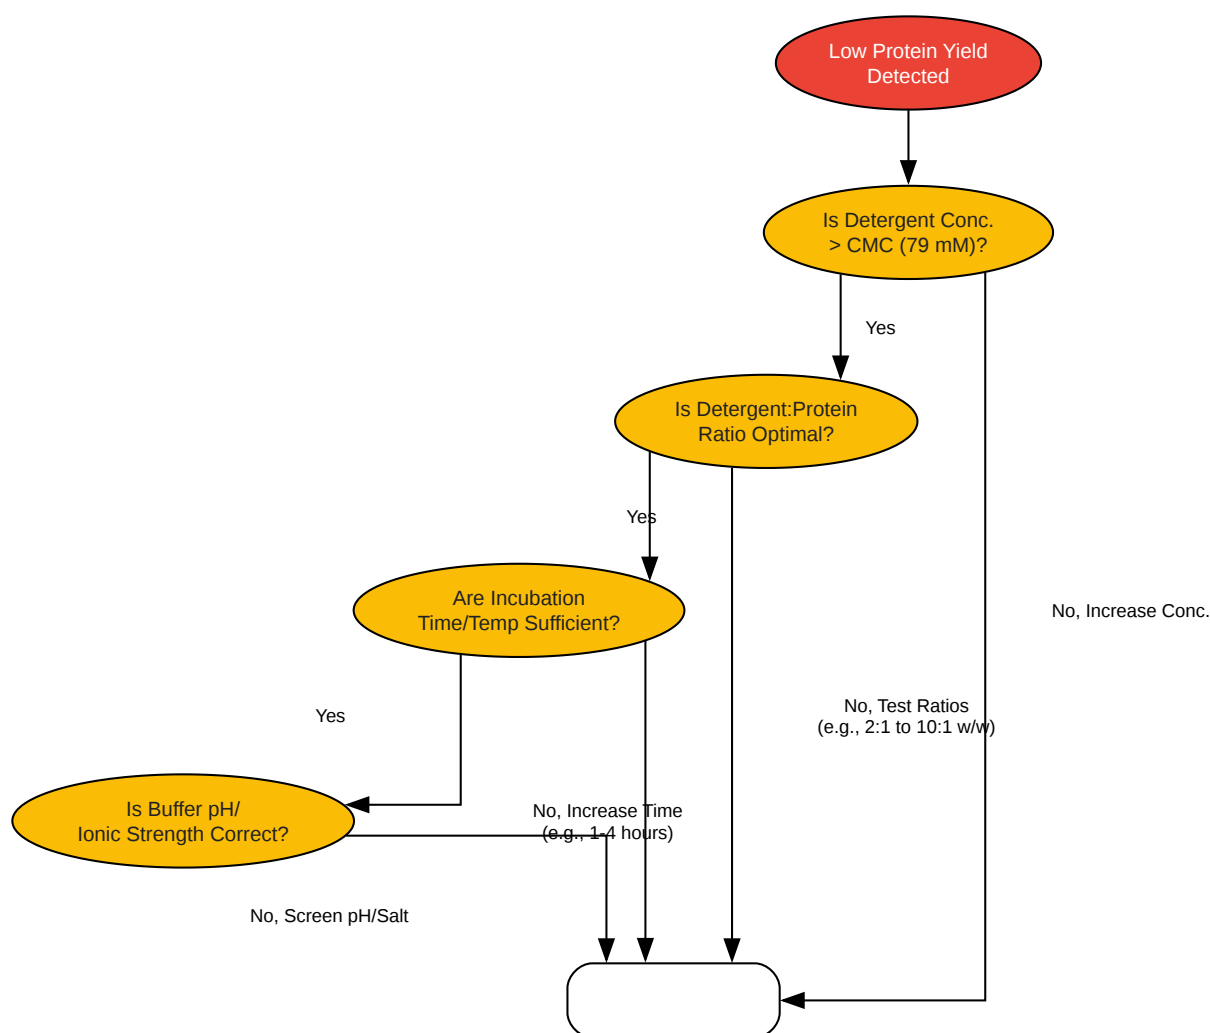 Low Protein Yield
Detected
Is Detergent Conc.
> CMC (79 mM)?
Yes
Is Detergent:Protein
Ratio Optimal?
Yes
Are Incubation
Time/Temp Sufficient?
No, Increase Conc.
No, Test Ratios
(e.g., 2:1 to 10:1 w/w)
Yes
Is Buffer pH/
Ionic Strength Correct?
No, Increase Time
(e.g., 1-4 hours)
No, Screen pH/Salt